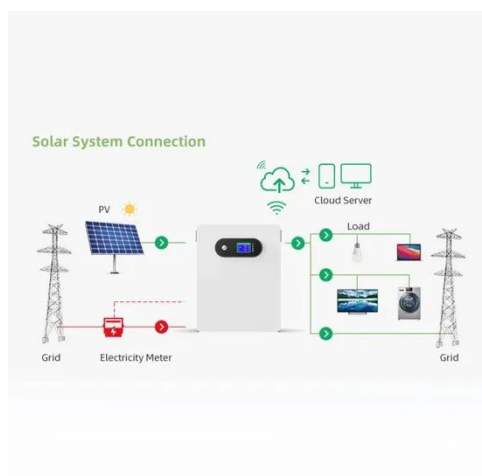 Solar System Connection
Cloud Server
PV
Load
Grid
Electricity Meter
Grid